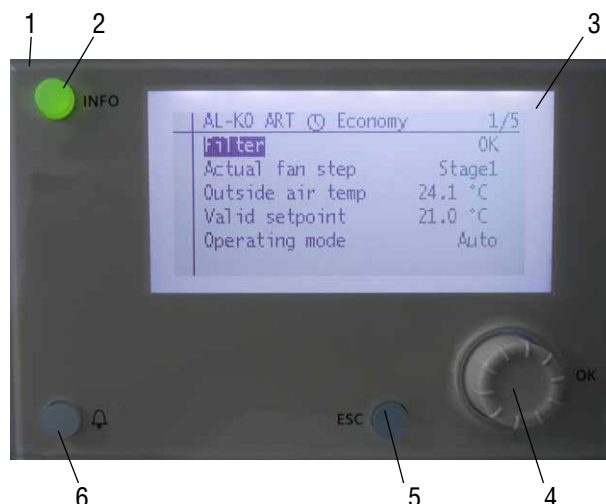 1 2 3
INFO
AL-KO ART Economy 1/5
Filter OK
Actual fan step Stage1
Outside air temp 24.1 °C
Valid setpoint 21.0 °C
Operating mode Auto
OK
ESC
6 5 4